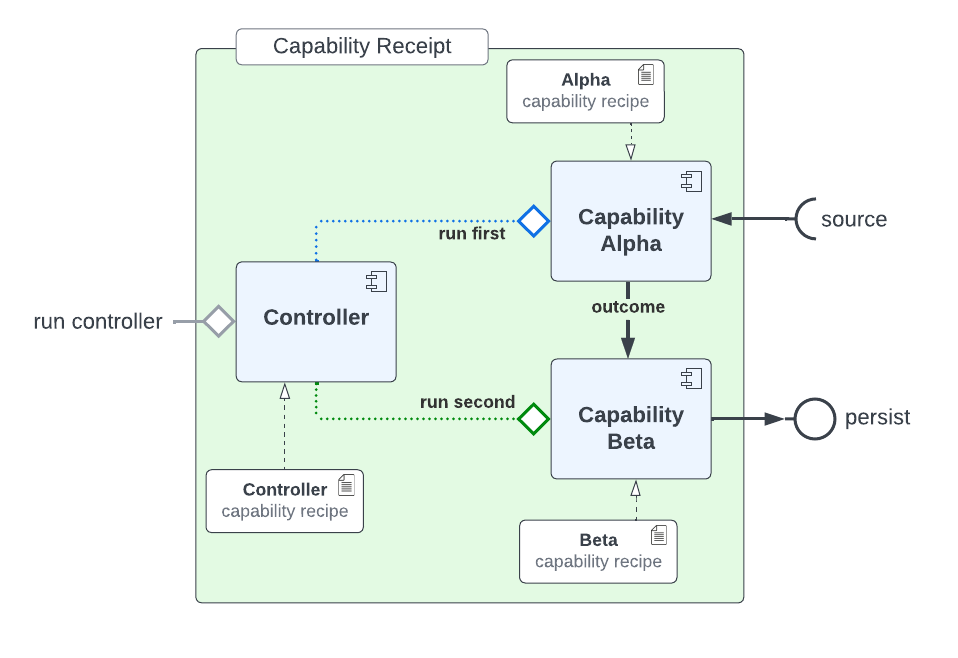 Capability Receipt
Alpha
capability recipe
Capability
Alpha
source
run first
Controller
run controller
outcome
run second
Capability
Beta
persist
Controller
capability recipe
Beta
capability recipe